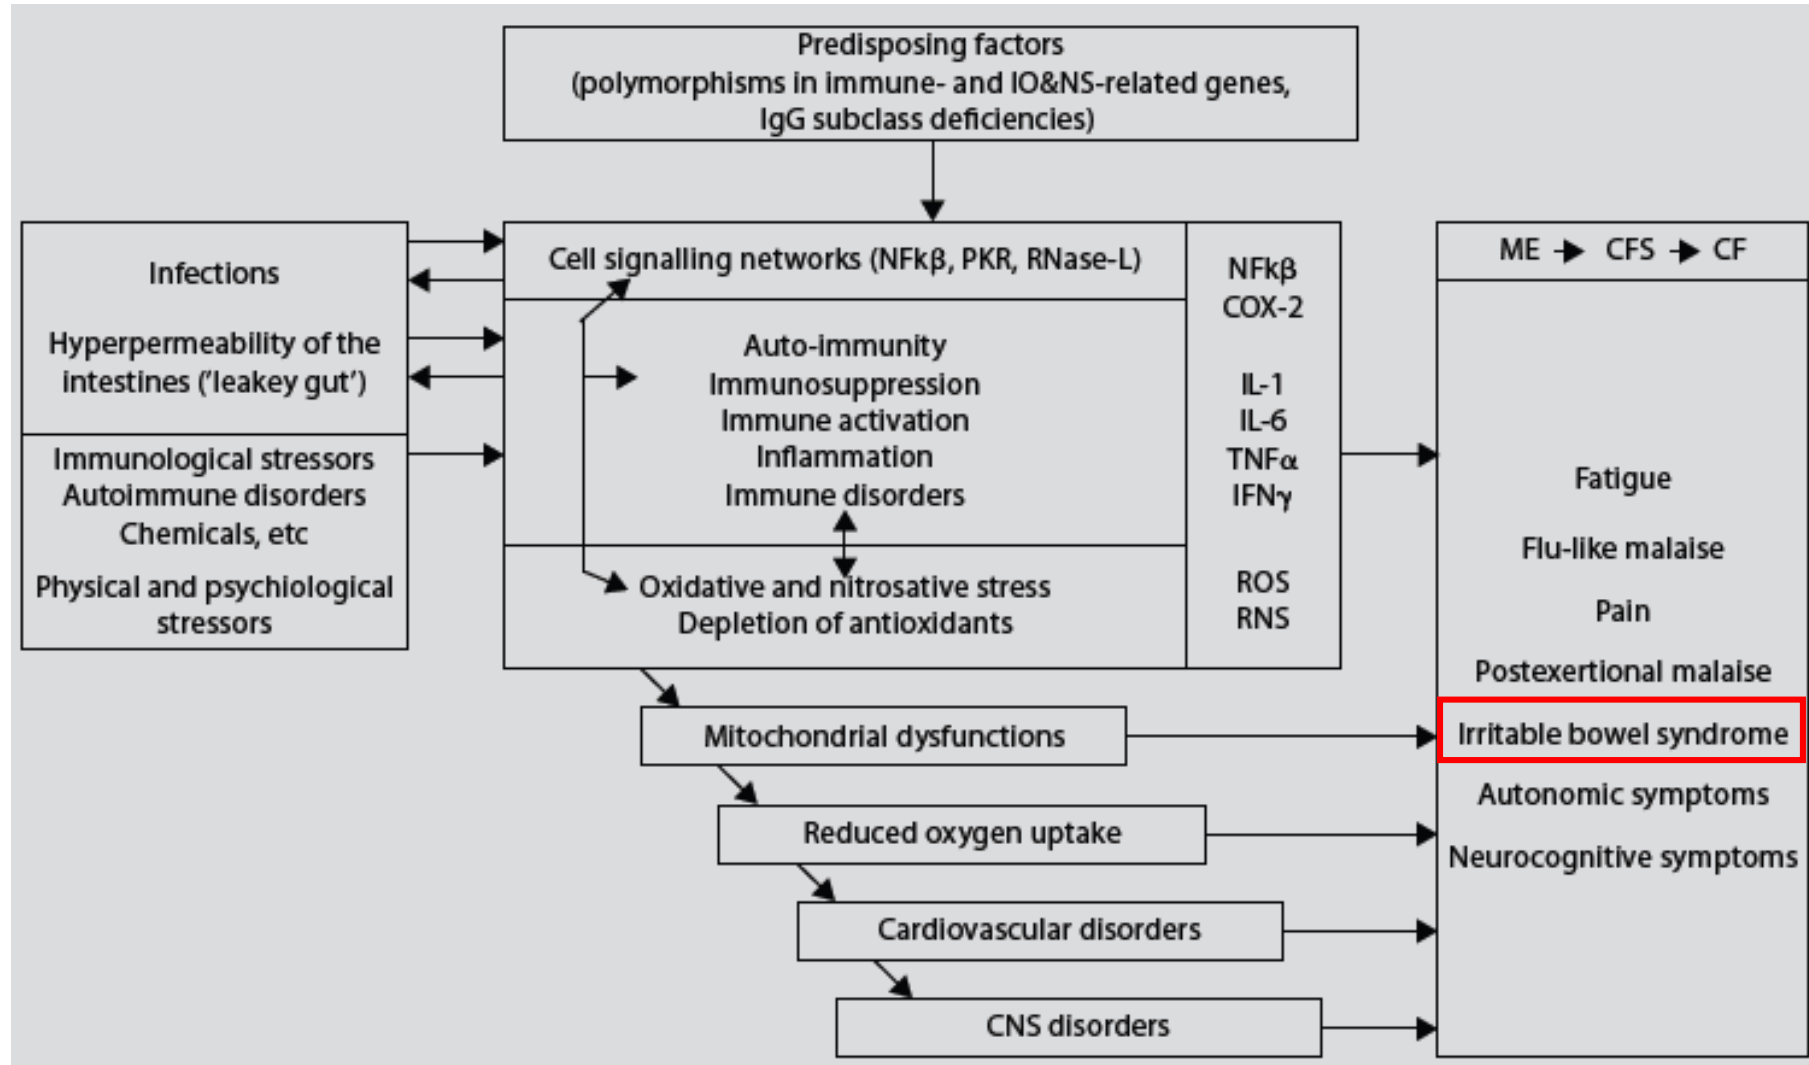 Predisposing factors
(polymorphisms in immune- and IO&NS-related genes,
IgG subclass deficiencies)
Infections
Hyperpermeability of the
intestines ('leakey gut')
Immunological stressors
Autoimmune disorders
Chemicals, etc
Physical and psychiological
stressors
Cell signalling networks (NFkβ, PKR, RNase-L)
Auto-immunity
Immunosuppression
Immune activation
Inflammation
Immune disorders
Oxidative and nitrosative stress
Depletion of antioxidants
NFkβ
COX-2
IL-1
IL-6
TNFα
IFNγ
ROS
RNS
Mitochondrial dysfunctions
Reduced oxygen uptake
Cardiovascular disorders
CNS disorders
ME → CFS → CF
Fatigue
Flu-like malaise
Pain
Postexertional malaise
Irritable bowel syndrome
Autonomic symptoms
Neurocognitive symptoms